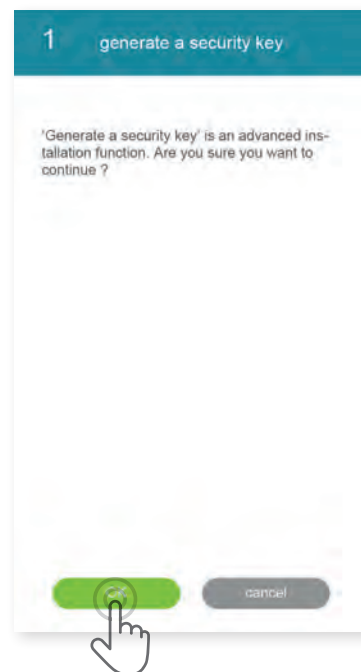 1 generate a security key
'Generate a security key' is an advanced ins-
tallation function. Are you sure you want to
continue ?
OK cancel